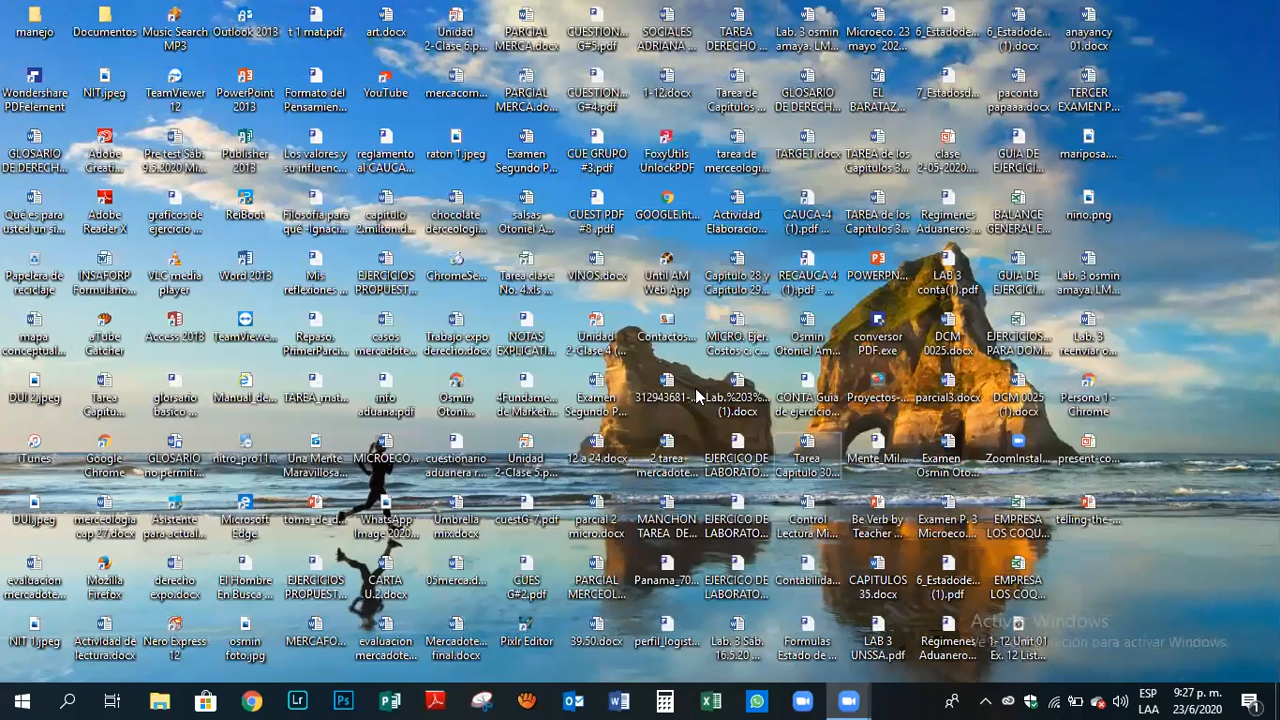 manejo
Documentos
Music Search
MP3
Outlook 2013
t 1 mat.pdf
art.docx
Unidad
2-Clase 6.p...
PARCIAL
MERCA.docx
CUESTION...
G#5.pdf
SOCIALES
ADRIANA ...
TAREA
DERECHO ...
Lab. 3 osmin
amaya. LM...
Microeco. 23
mayo 202...
6_Estadode...
6_Estadode...
(1).docx
anayancy
01.docx
Wondershare
PDFelement
NIT.jpeg
TeamViewer
12
PowerPoint
2013
Formato del
Pensamien...
YouTube
mercacom...
PARCIAL
MERCA.do...
CUESTION...
G#4.pdf
1-12.docx
Tarea de
Capitulos ...
GLOSARIO
DE DERECH...
EL
BARATAZ...
7_Estadosd...
paconta
papaaa.docx
TERCER
EXAMEN P...
GLOSARIO
DE DERECH...
Adobe
Creati...
Pre test Sáb.
9.5.2020 Mi...
Publisher
2013
Los valores y
su influenc...
reglamento
al CAUCA...
raton 1.jpeg
Examen
Segundo P...
CUE GRUPO
#3.pdf
FoxyUtils
UnlockPDF
tarea de
merceologi...
TARGET.docx
TAREA de los
Capitulos 3...
clase
2-05-2020...
GUIA DE
EJERCICI...
mariposa....
Qué es para
usted un si...
Adobe
Reader X
graficos de
ejercicio ...
ReiBoot
Filosofia para
qué -Ignaci...
capitulo
2.milton.d...
chocolate
derceologi...
salsas
Otoniel A...
CUEST PDF
#8 .pdf
GOOGLE.ht...
Actividad
Elaboracio...
CAUCA-4
(1).pdf ...
TAREA de los
Capitulos 3...
Regimenes
Aduaneros ...
BALANCE
GENERAL E...
nino.png
Papelera de
reciclaje
INSAFORP
Formulario...
VLC media
player
Word 2013
Mis
reflexiones ...
EJERCICIOS
PROPUEST...
ChromeSe...
Tarea clase
No. 4.xls ...
VINOS.docx
Until AM
Web App
Capitulo 28 y
Capitulo 29...
RECAUCA 4
(1).pdf - ...
POWERPN...
LAB 3
conta(1).pdf
GUIA DE
EJERCICI...
Lab. 3 osmin
amaya. LM...
mapa
conceptual...
aTube
Catcher
Access 2013
TeamViewe...
Repaso.
PrimerParci...
casos
mercadote...
Trabajo expo
derecho.docx
NOTAS
EXPLICATI...
Unidad
2-Clase 4 (...
Contactos...
MICRO. Ejer.
Costos c. c...
Osmin
Otoniel Am...
conversor
PDF.exe
DCM
0025.docx
EJERCICIOS...
PARA DOM...
Lab. 3
reenviar o...
DUI 2.jpeg
Tarea
Capitu...
glorsario
basico ...
Manual_de...
TAREA_mat...
info
aduana.pdf
Osmin
Otoni...
4Fundame...
de Marketi...
Examen
Segundo P...
312943681-...
Lab.%203%...
(1).docx
CONTA Guia
de ejercicio...
Proyectos-...
parcial3.docx
DCM 0025
(1).docx
Persona 1 -
Chrome
iTunes
Google
Chrome
GLOSARIO
no permiti...
nitro_pro11...
Una Mente
Maravillosa...
MICROECO...
cuestionario
aduanera r...
Unidad
2-Clase 5.p...
12 a 24.docx
2 tarea
mercadote...
EJERCICO DE
LABORATO...
Tarea
Capitulo 30...
Mente_Mil...
Examen
Osmin Oto...
ZoomInstal...
present-co...
DUI.jpeg
merceologia
cap.27.docx
Asistente
para actual...
Microsoft
Edge
toma_de_d...
WhatsApp
Image 2020...
Umbrella
mix.docx
cuestG-7.pdf
parcial 2
micro.docx
MANCHON
TAREA DE...
EJERCICO DE
LABORATO...
Control
Lectura Mi...
Be Verb by
Teacher ...
Examen P. 3
Microeco...
EMPRESA
LOS COQU...
telling-the-...
evaluacion
mercadote...
Mozilla
Firefox
derecho
expo.docx
El Hombre
En Busca ...
EJERCICIOS
PROPUEST...
CARTA
U.2.docx
05merca.d...
CUES
G#2.pdf
PARCIAL
MERCEOL...
Panama_70...
EJERCICO DE
LABORATO...
Contabilida...
CAPITULOS
35.docx
6_Estadode...
(1).pdf
EMPRESA
LOS COQ...
NIT 1.jpeg
Actividad de
lectura.docx
Nero Express
12
osmin
foto.jpg
MERCAFO...
evaluacion
mercadote...
Mercadote...
final.docx
Pixlr Editor
39.50.docx
perfil_logist...
Lab. 3 Sáb.
16.5.20 ...
Formulas
Estado de ...
LAB 3
UNSSA.pdf
Régimenes
Aduanero...
1-12 Unit 01
Ex. 12 List...
Activar Windows
Ve a Configuración para activar Windows.
Lr
Ps
ESP
LAA
9:27 p. m.
23/6/2020
1